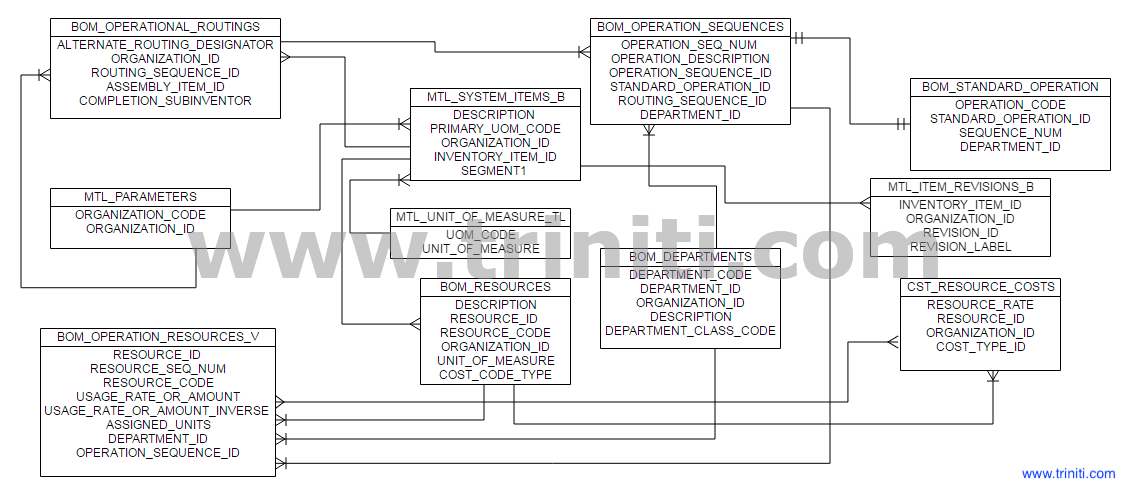 BOM_OPERATIONAL_ROUTINGS
ALTERNATE_ROUTING_DESIGNATOR
ORGANIZATION_ID
ROUTING_SEQUENCE_ID
ASSEMBLY_ITEM_ID
COMPLETION_SUBINVENTOR
BOM_OPERATION_SEQUENCES
OPERATION_SEQ_NUM
OPERATION_DESCRIPTION
OPERATION_SEQUENCE_ID
STANDARD_OPERATION_ID
ROUTING_SEQUENCE_ID
DEPARTMENT_ID
BOM_STANDARD_OPERATION
OPERATION_CODE
STANDARD_OPERATION_ID
SEQUENCE_NUM
DEPARTMENT_ID
MTL_SYSTEM_ITEMS_B
DESCRIPTION
PRIMARY_UOM_CODE
ORGANIZATION_ID
INVENTORY_ITEM_ID
SEGMENT1
MTL_PARAMETERS
ORGANIZATION_CODE
ORGANIZATION_ID
MTL_ITEM_REVISIONS_B
INVENTORY_ITEM_ID
ORGANIZATION_ID
REVISION_ID
REVISION_LABEL
MTL_UNIT_OF_MEASURE_TL
UOM_CODE
UNIT_OF_MEASURE
www.triniti.com
BOM_DEPARTMENTS
DEPARTMENT_CODE
DEPARTMENT_ID
ORGANIZATION_ID
DESCRIPTION
DEPARTMENT_CLASS_CODE
BOM_RESOURCES
DESCRIPTION
RESOURCE_ID
RESOURCE_CODE
ORGANIZATION_ID
UNIT_OF_MEASURE
COST_CODE_TYPE
CST_RESOURCE_COSTS
RESOURCE_RATE
RESOURCE_ID
ORGANIZATION_ID
COST_TYPE_ID
BOM_OPERATION_RESOURCES_V
RESOURCE_ID
RESOURCE_SEQ_NUM
RESOURCE_CODE
USAGE_RATE_OR_AMOUNT
USAGE_RATE_OR_AMOUNT_INVERSE
ASSIGNED_UNITS
DEPARTMENT_ID
OPERATION_SEQUENCE_ID
www.triniti.com